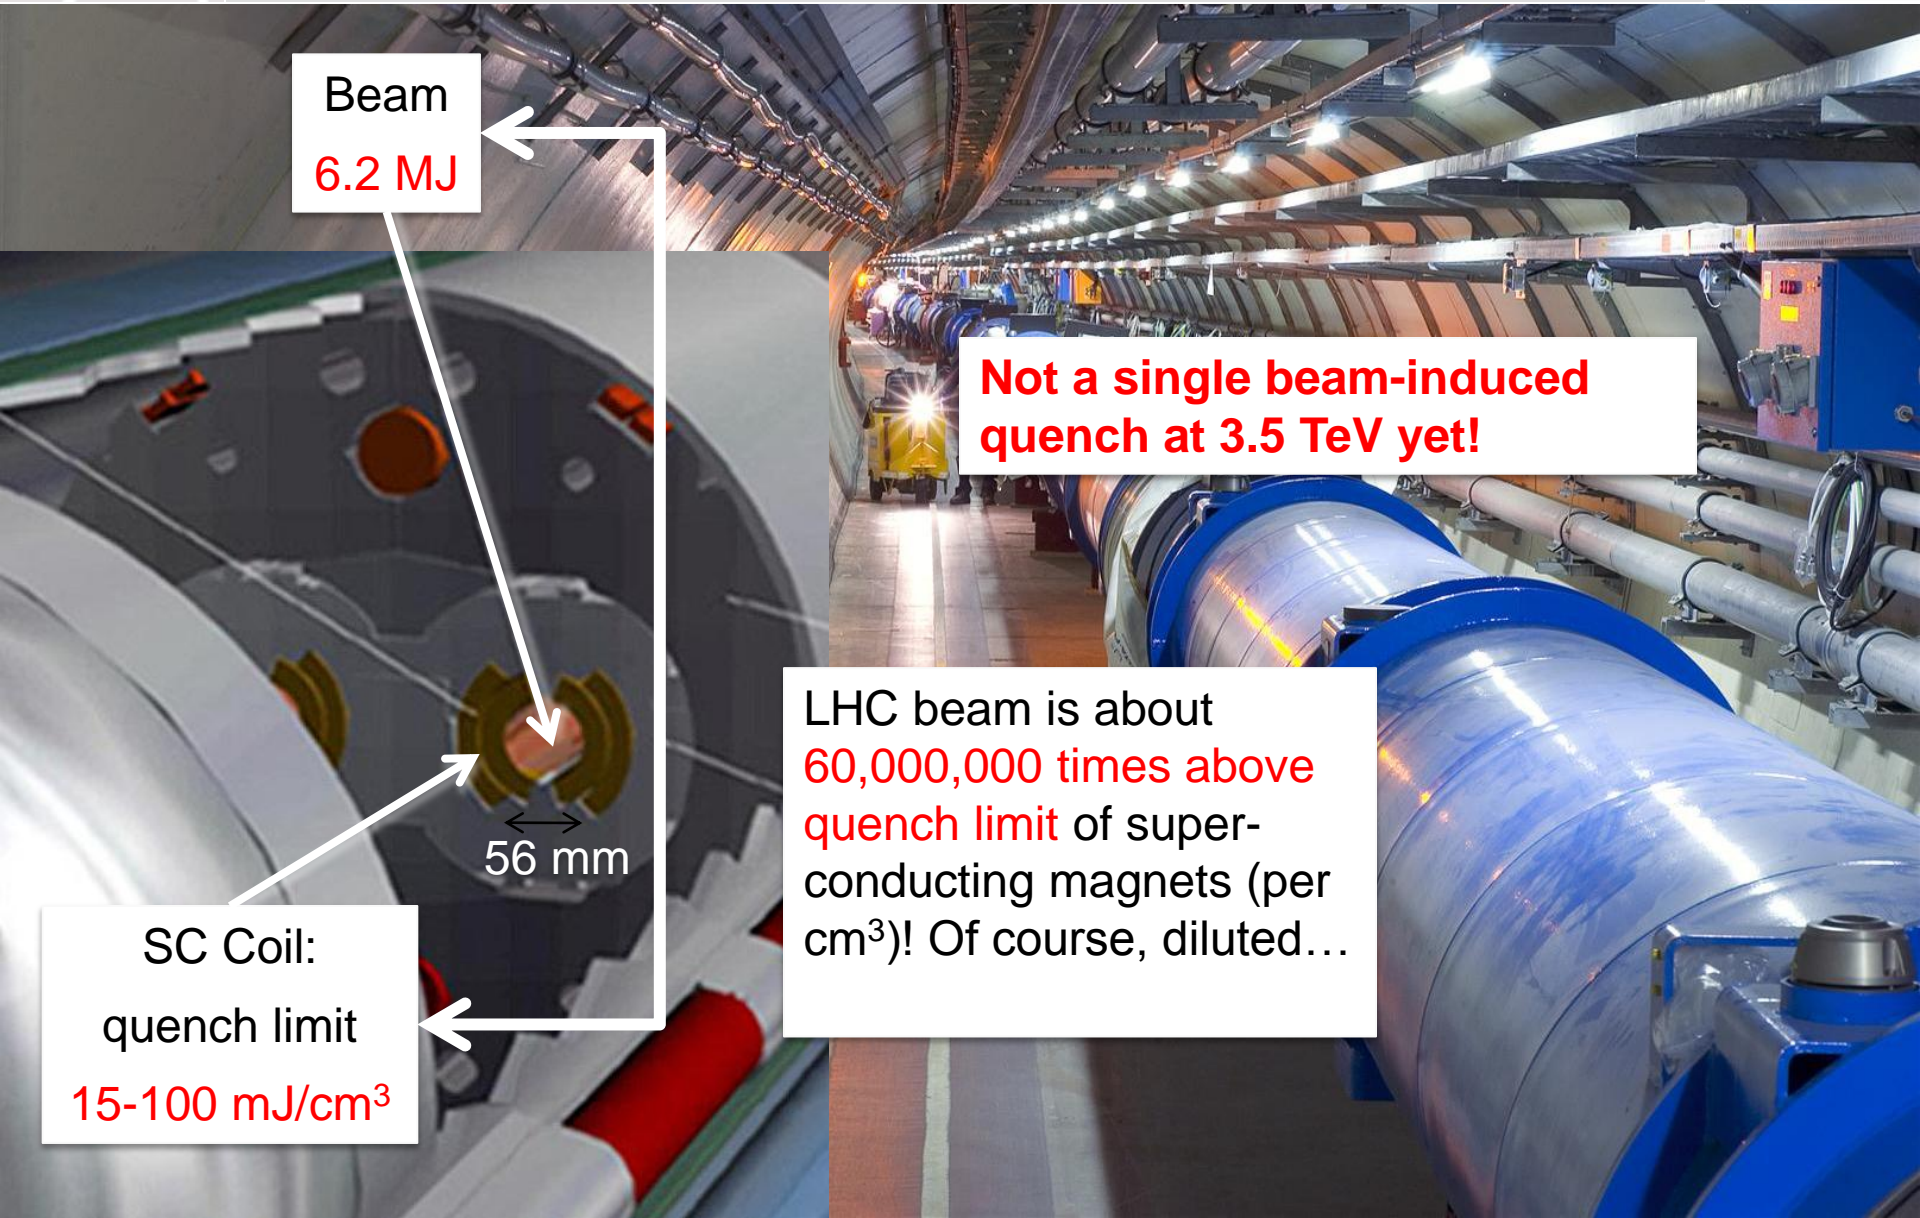 Beam
6.2 MJ
Not a single beam-induced
quench at 3.5 TeV yet!
LHC beam is about
60,000,000 times above
quench limit of super-
conducting magnets (per
cm³)! Of course, diluted…
56 mm
SC Coil:
quench limit
15-100 mJ/cm³